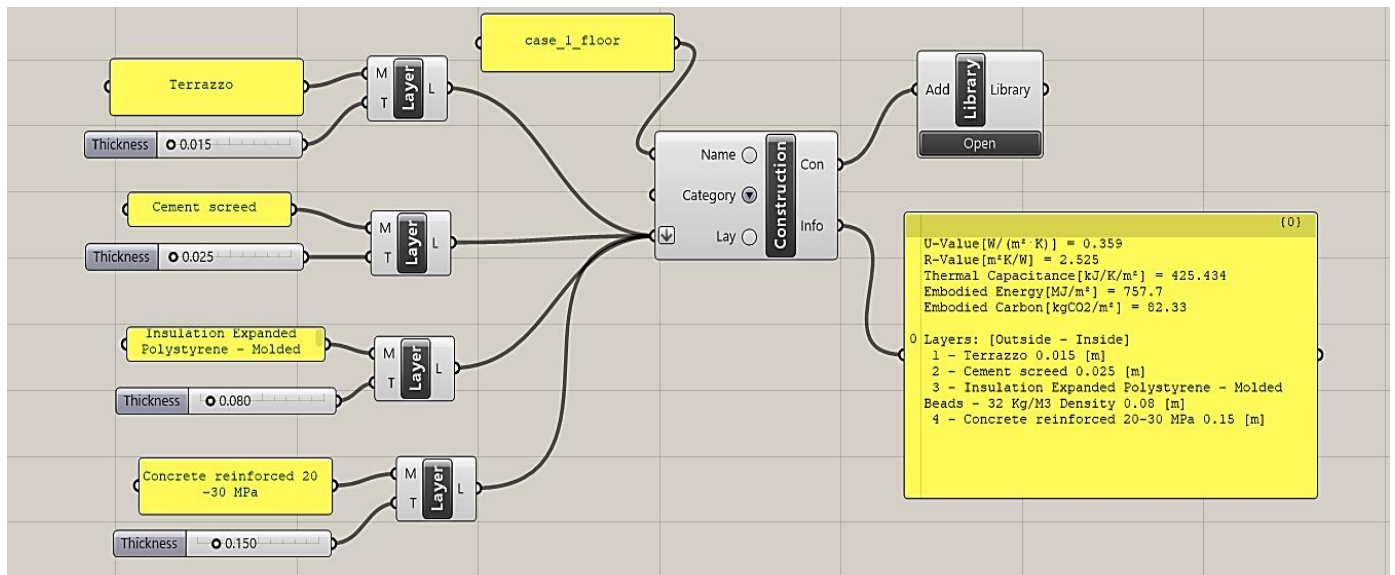 case_1_floor
Terrazzo
M
T
Layer
L
Thickness 0.015
Add
Library
Library
Open
Name
Category
Lay
Construction
Con
Info
Cement screed
M
T
Layer
L
Thickness 0.025
Insulation Expanded
Polystyrene - Molded
M
T
Layer
L
Thickness 0.080
Concrete reinforced 20
-30 MPa
M
T
Layer
L
Thickness 0.150
{0}
0
U-Value[W/(m²·K)] = 0.359
R-Value[m²K/W] = 2.525
Thermal Capacitance[kJ/K/m²] = 425.434
Embodied Energy[MJ/m²] = 757.7
Embodied Carbon[kgCO2/m²] = 82.33
Layers: [Outside - Inside]
1 - Terrazzo 0.015 [m]
2 - Cement screed 0.025 [m]
3 - Insulation Expanded Polystyrene - Molded
Beads - 32 Kg/M3 Density 0.08 [m]
4 - Concrete reinforced 20-30 MPa 0.15 [m]